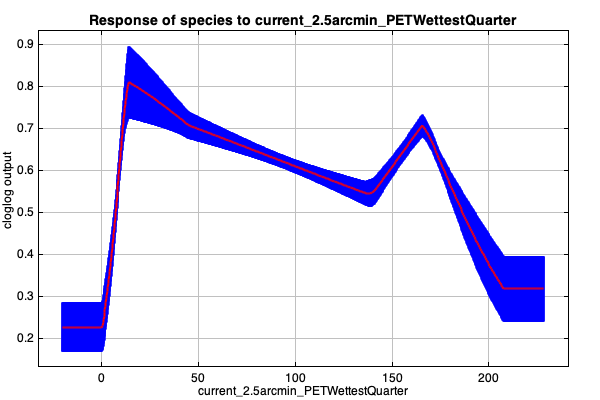 Response of species to current_2.5arcmin_PETWettestQuarter
0.9
0.8
0.7
0.6
0.5
0.4
0.3
0.2
cloglog output
0 50 100 150 200
current_2.5arcmin_PETWettestQuarter